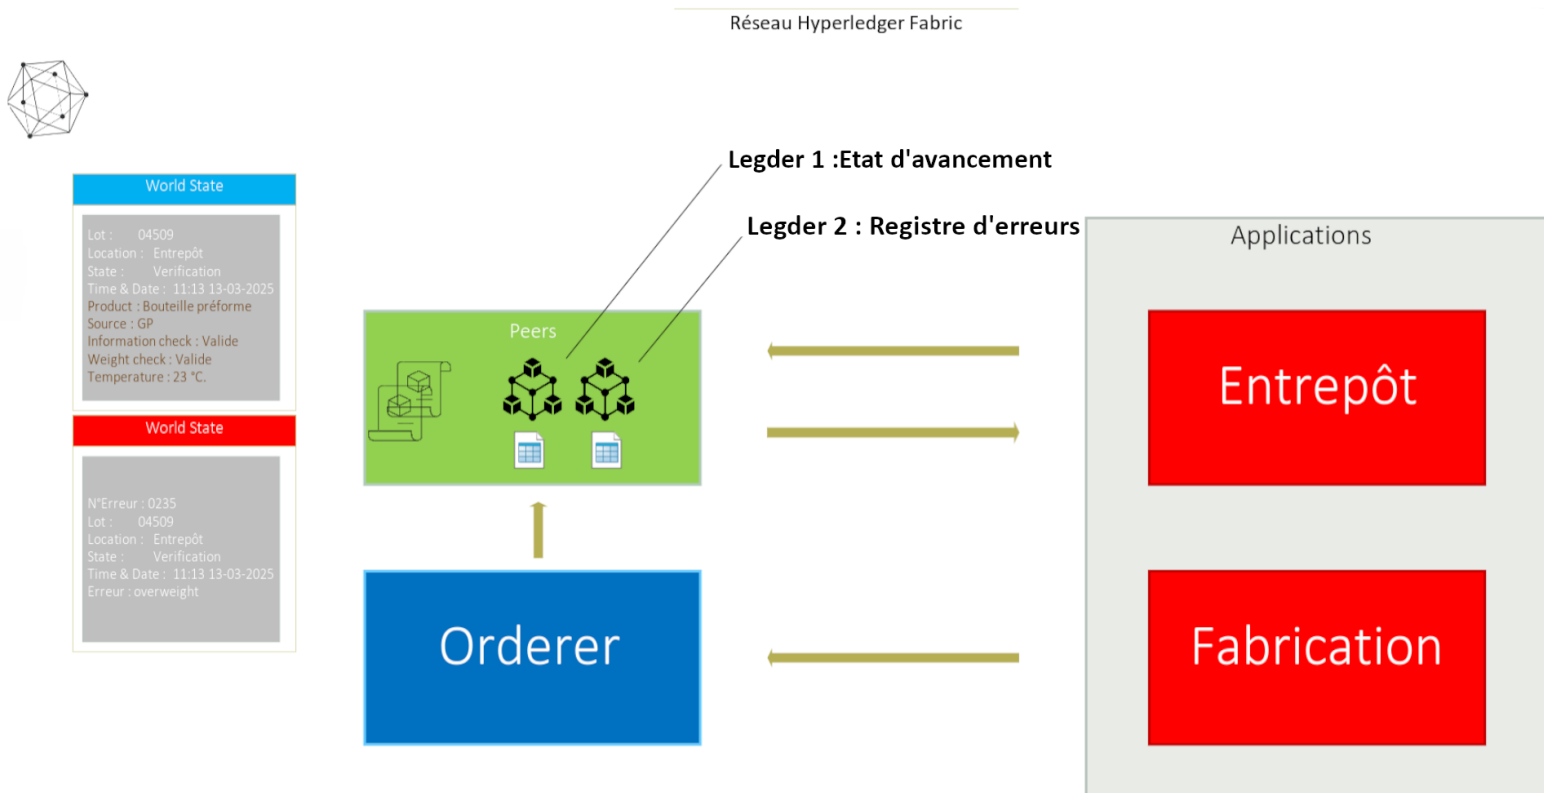 Réseau Hyperledger Fabric
Legder 1 :Etat d'avancement
Legder 2 : Registre d'erreurs
World State
Lot : 04509
Location : Entrepôt
State : Verification
Time & Date : 11:13 13-03-2025
Product : Bouteille préforme
Source : GP
Information check : Valide
Weight check : Valide
Temperature : 23 °C.
World State
N°Erreur : 0235
Lot : 04509
Location : Entrepôt
State : Verification
Time & Date : 11:13 13-03-2025
Erreur : overweight
Peers
Orderer
Applications
Entrepôt
Fabrication